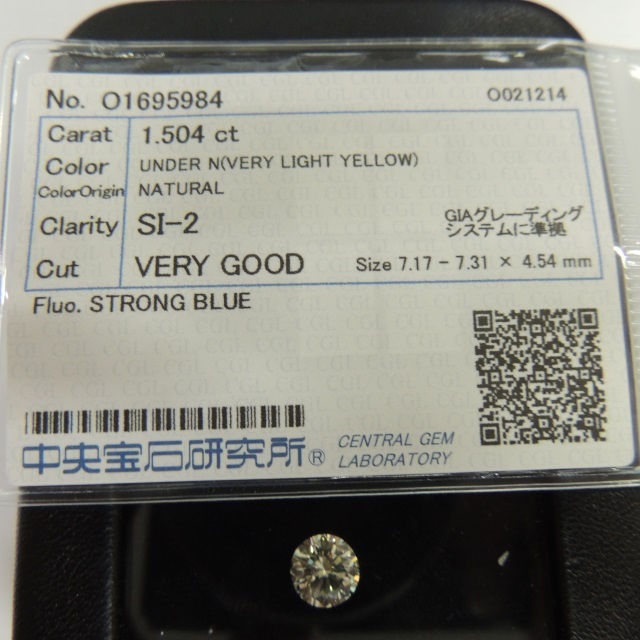 No. O1695984 O021214
Carat 1.504 ct
Color UNDER N(VERY LIGHT YELLOW)
ColorOrigin NATURAL
Clarity SI-2 GIAグレーディング
システムに準拠
Cut VERY GOOD Size 7.17 - 7.31 × 4.54 mm
Fluo. STRONG BLUE
中央宝石研究所® CENTRAL GEM
LABORATORY